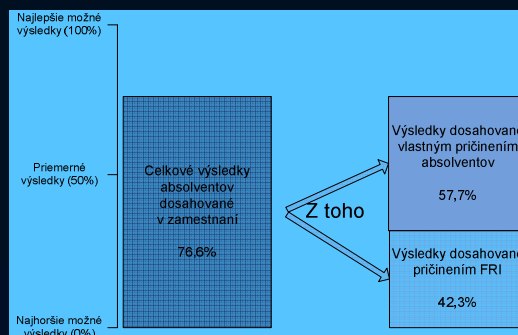 Najlepšie možné
výsledky (100%)
Priemerné
výsledky (50%)
Najhoršie možné
výsledky (0%)
Celkové výsledky
absolventov
dosahované
v zamestnaní
76,6%
Z toho
Výsledky dosahované
vlastným pričinením
absolventov
57,7%
Výsledky dosahované
pričinením FRI
42,3%